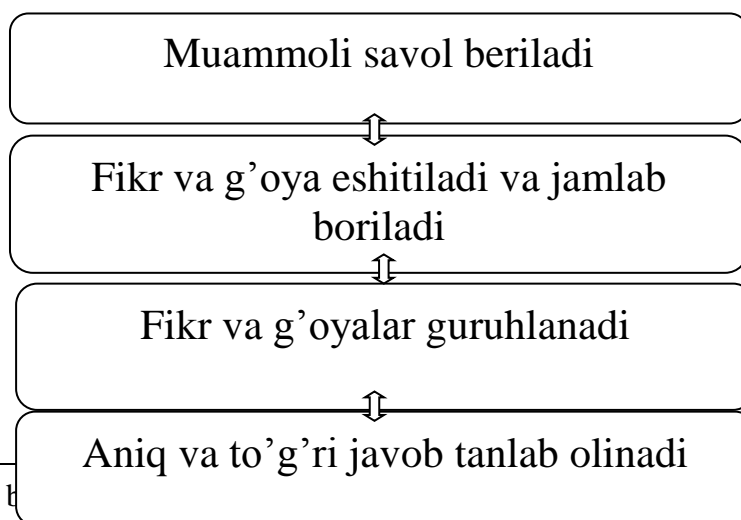 Muammoli savol beriladi
Fikr va g’oya eshitiladi va jamlab
boriladi
Fikr va g’oyalar guruhlanadi
Aniq va to’g’ri javob tanlab olinadi